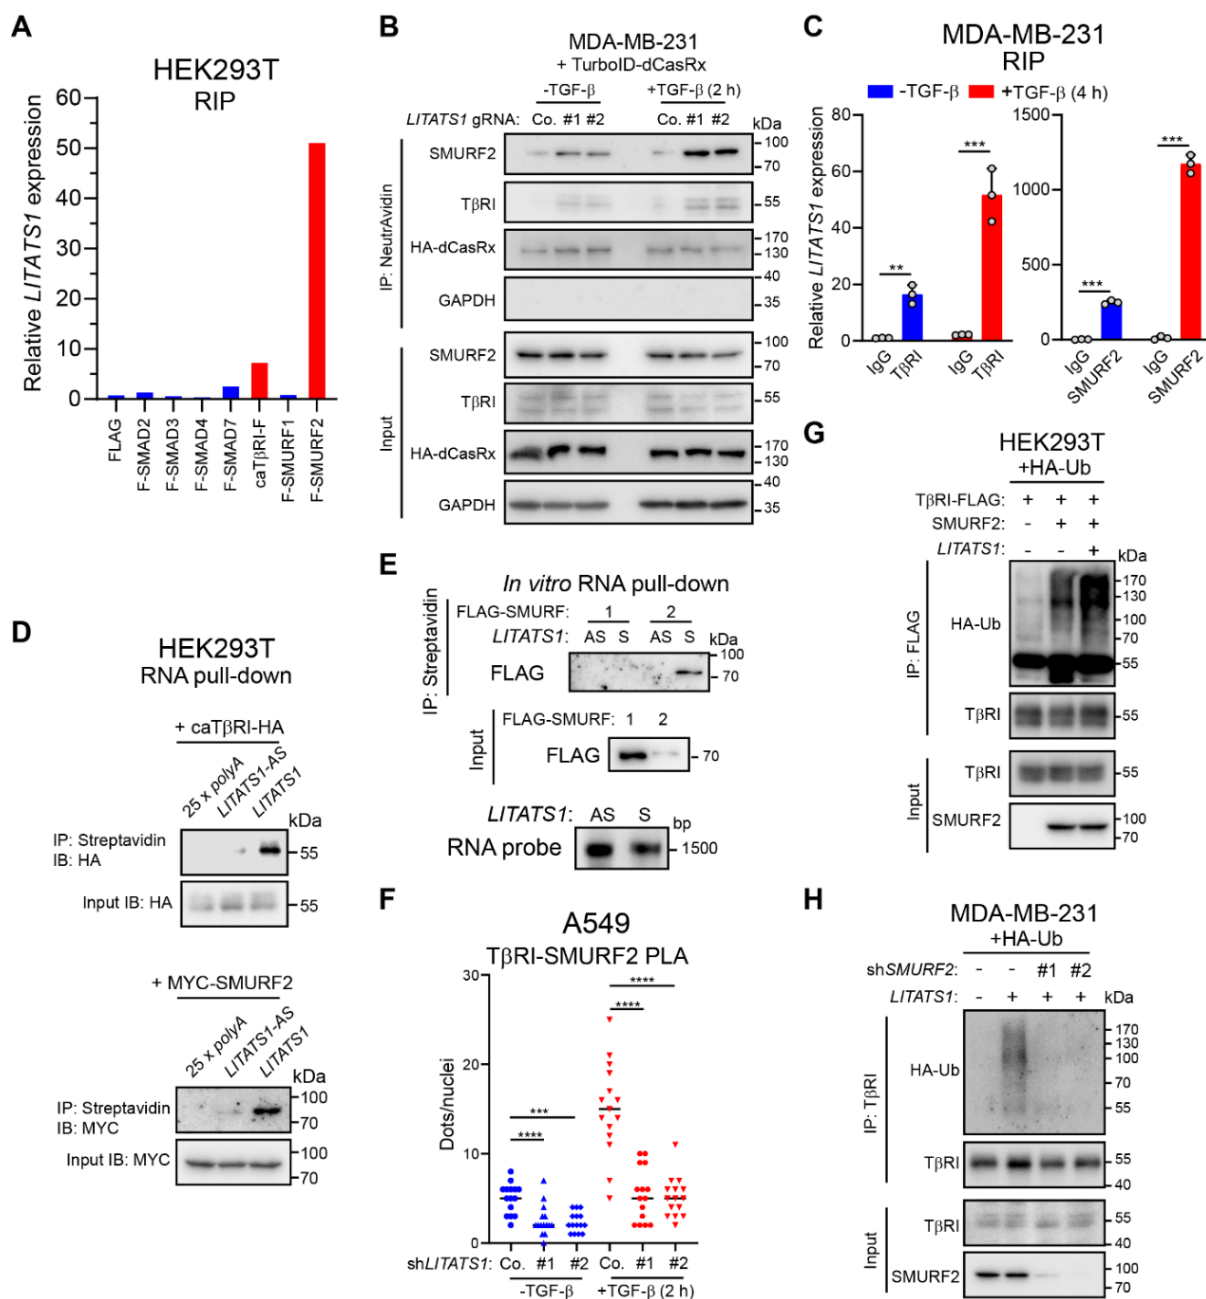 A
HEK293T
RIP
Relative LITATS1 expression
60
50
40
30
20
10
0
FLAG
F-SMAD2
F-SMAD3
F-SMAD4
F-SMAD7
caTβRI-F
F-SMURF1
F-SMURF2
B
MDA-MB-231
+ TurboID-dCasRx
-TGF-β +TGF-β (2 h)
LITATS1 gRNA: Co. #1 #2 Co. #1 #2 kDa
IP: NeutrAvidin
SMURF2
100
70
TβRI
55
HA-dCasRx
170
130
GAPDH
40
35
Input
SMURF2
100
70
TβRI
55
HA-dCasRx
170
130
GAPDH
40
35
C
MDA-MB-231
RIP
-TGF-β +TGF-β (4 h)
Relative LITATS1 expression
80
60
40
20
0
** ***
IgG
TβRI
IgG
TβRI
1500
1000
500
0
*** ***
IgG
SMURF2
IgG
SMURF2
D
HEK293T
RNA pull-down
+ caTβRI-HA
25 x polyA
LITATS1-AS
LITATS1
kDa
IP: Streptavidin
IB: HA
55
Input IB: HA
55
+ MYC-SMURF2
25 x polyA
LITATS1-AS
LITATS1
kDa
IP: Streptavidin
IB: MYC
100
70
Input IB: MYC
100
70
E
In vitro RNA pull-down
IP: Streptavidin
FLAG-SMURF: 1 2
LITATS1: AS S AS S kDa
FLAG
100
70
Input
FLAG-SMURF: 1 2
FLAG
70
LITATS1: AS S bp
RNA probe
1500
F
A549
TβRI-SMURF2 PLA
Dots/nuclei
30
20
10
0
*** ****
**** ****
shLITATS1: Co. #1 #2 Co. #1 #2
-TGF-β +TGF-β (2 h)
G
HEK293T
+HA-Ub
TβRI-FLAG: + + +
SMURF2: - + +
LITATS1: - - + kDa
IP: FLAG
HA-Ub
170
130
100
70
55
TβRI
55
Input
TβRI
55
SMURF2
100
70
H
MDA-MB-231
+HA-Ub
shSMURF2: - - #1 #2
LITATS1: - + + + kDa
IP: TβRI
HA-Ub
170
130
100
70
55
TβRI
55
40
Input
TβRI
55
40
SMURF2
100
70